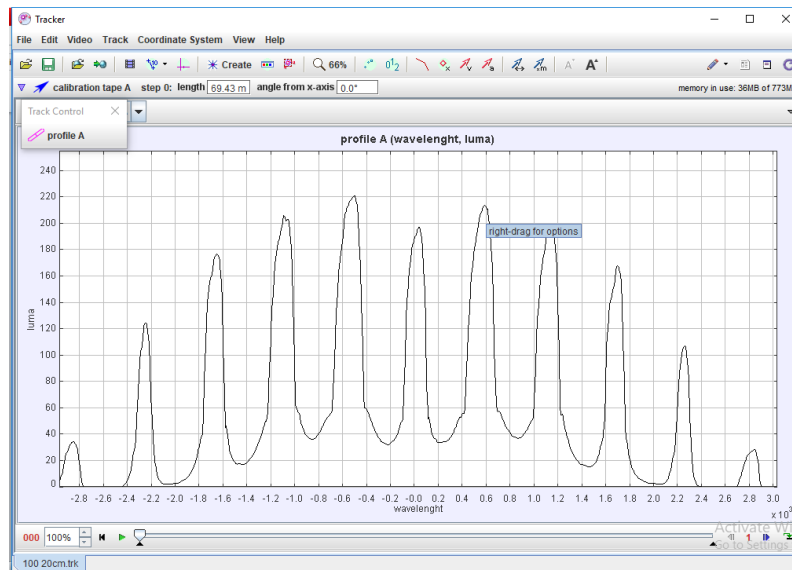 Tracker
File Edit Video Track Coordinate System View Help
Create 66% 0½
calibration tape A step 0: length 69.43 m angle from x-axis 0.0° memory in use: 36MB of 773M
Track Control
profile A
profile A (wavelenght, luma)
240
220
200
180
160
140
120
100
80
60
40
20
0
luma
right-drag for options
-2.8 -2.6 -2.4 -2.2 -2.0 -1.8 -1.6 -1.4 -1.2 -1.0 -0.8 -0.6 -0.4 -0.2 -0.0 0.2 0.4 0.6 0.8 1.0 1.2 1.4 1.6 1.8 2.0 2.2 2.4 2.6 2.8 3.0
wavelenght
x 10³
Activate Wi
Go to Settings
000 100% 1
100 20cm.trk